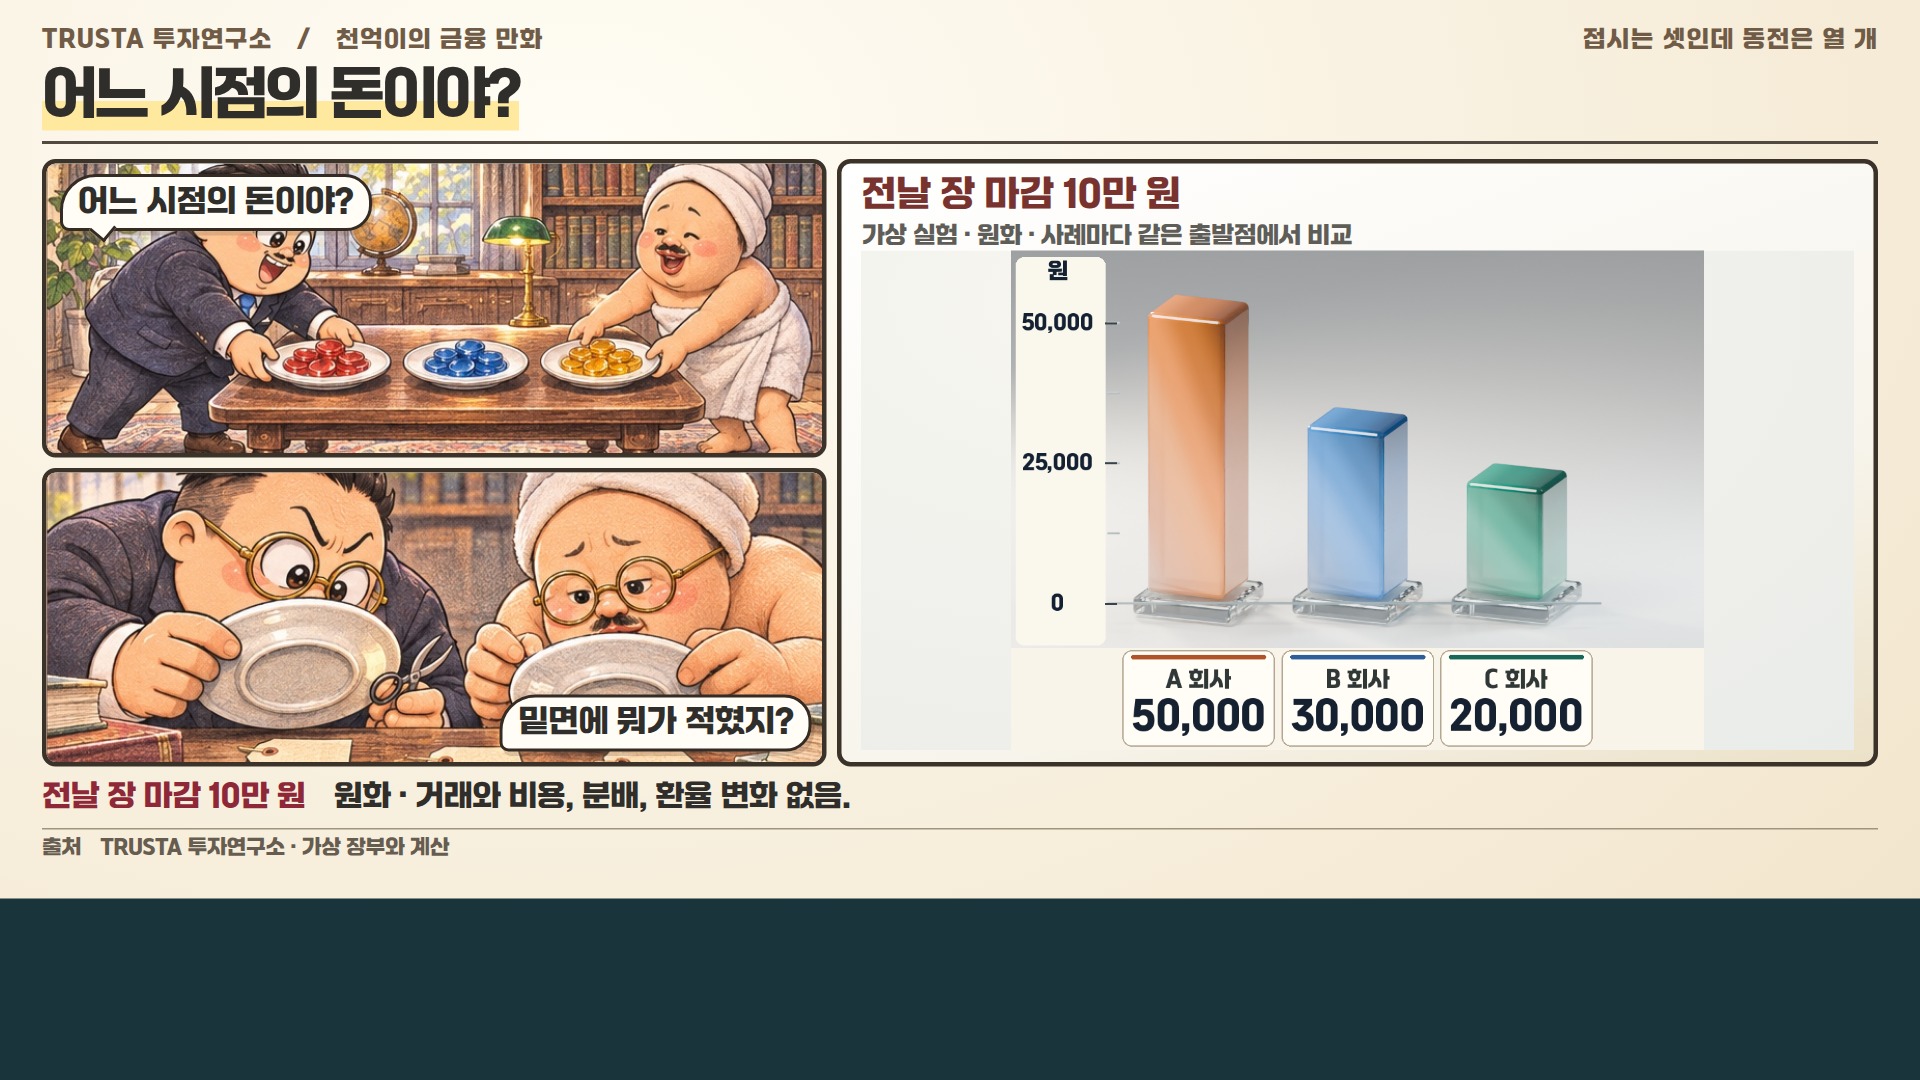 TRUSTA 투자연구소 / 천억이의 금융 만화
접시는 셋인데 동전은 열 개
어느 시점의 돈이야?
어느 시점의 돈이야?
밑면에 뭐가 적혔지?
전날 장 마감 10만 원
가상 실험 · 원화 · 사례마다 같은 출발점에서 비교
원
50,000
25,000
0
A 회사
50,000
B 회사
30,000
C 회사
20,000
전날 장 마감 10만 원 원화 · 거래와 비용, 분배, 환율 변화 없음.
출처 TRUSTA 투자연구소 · 가상 장부와 계산